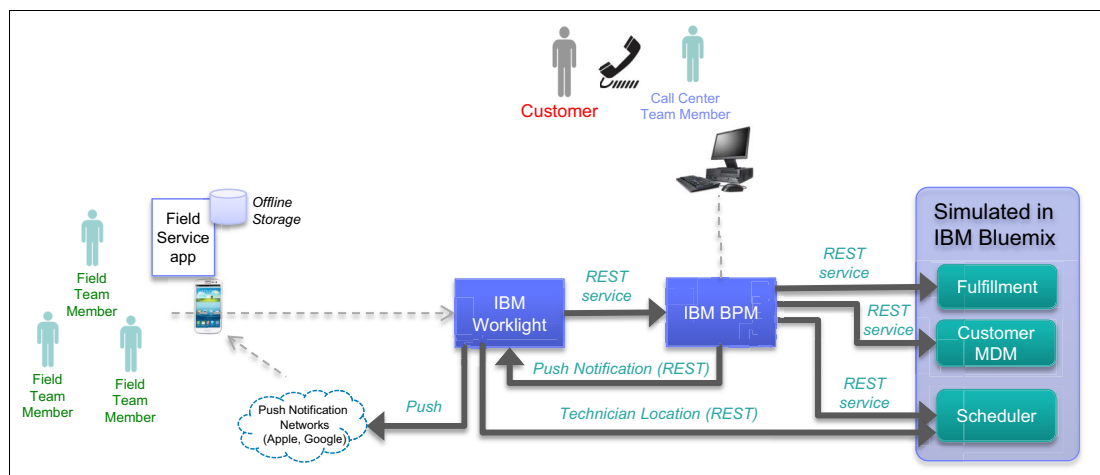 Customer
Call Center
Team Member
Offline
Storage
Field
Service
app
Field
Team
Member
Field
Team
Member
Field
Team
Member
Push Notification
Networks
(Apple, Google)
Push
IBM
Worklight
REST
service
IBM BPM
Push Notification (REST)
Technician Location (REST)
REST
service
REST
service
REST
service
Simulated in
IBM Bluemix
Fulfillment
Customer
MDM
Scheduler